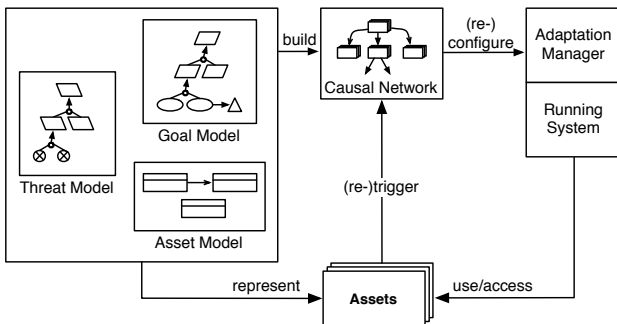 (re-)
configure
build
Adaptation
Manager
Causal Network
Goal Model
Running
System
Threat Model
(re-)trigger
Asset Model
represent
Assets
use/access